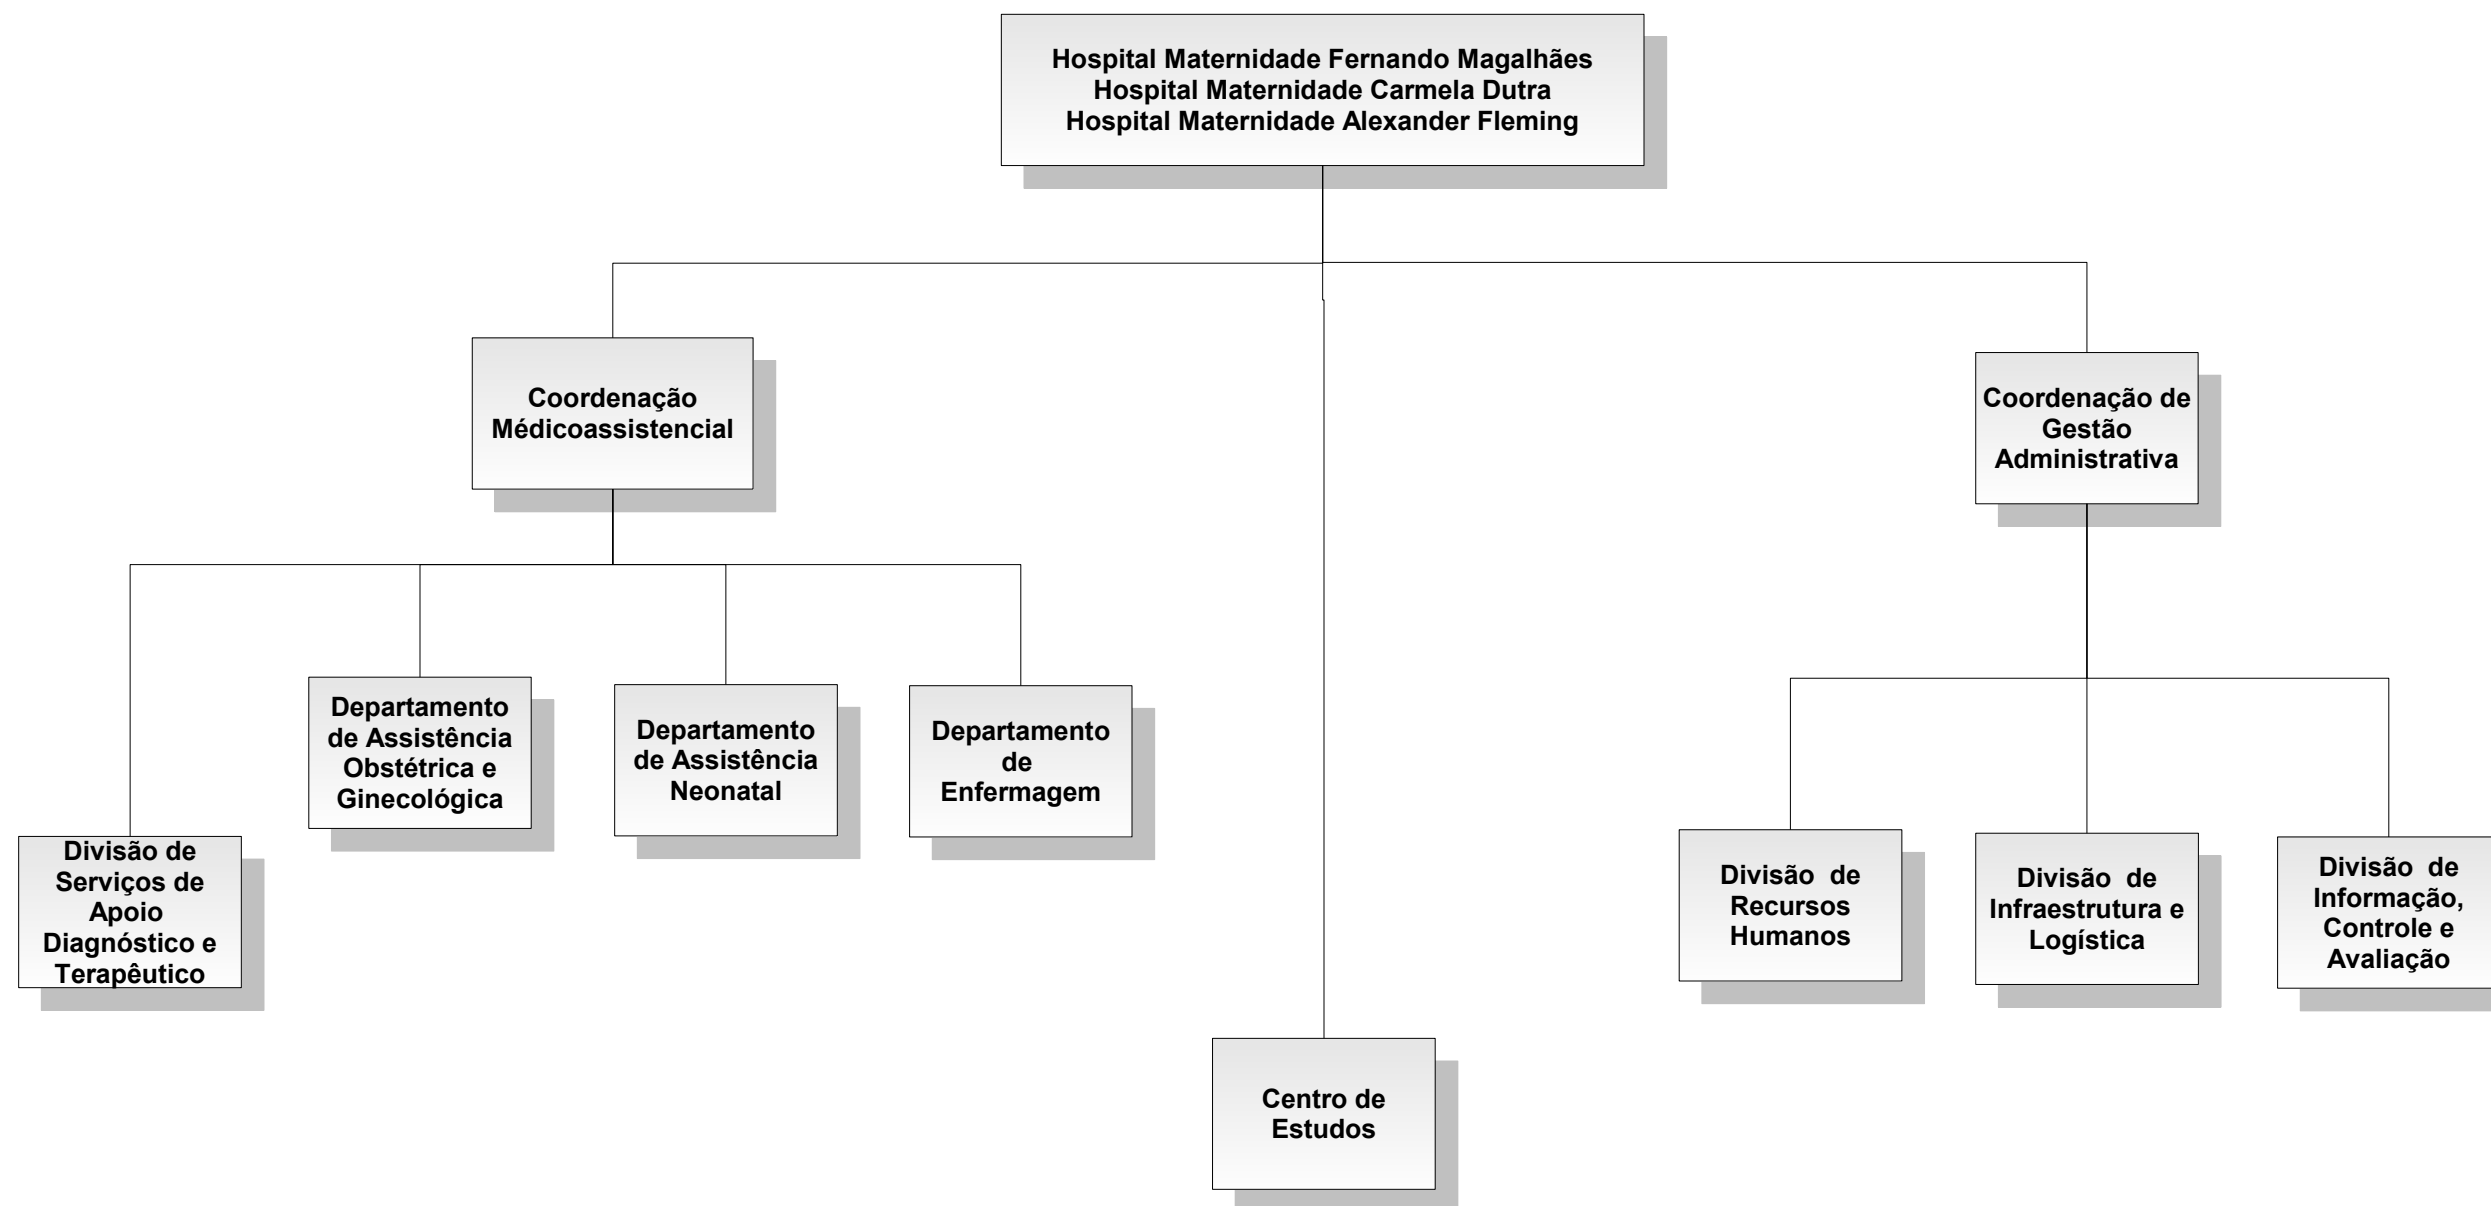 Hospital Maternidade Fernando Magalhães
Hospital Maternidade Carmela Dutra
Hospital Maternidade Alexander Fleming
Coordenação
Médicoassistencial
Coordenação de
Gestão
Administrativa
Divisão de
Serviços de
Apoio
Diagnóstico e
Terapêutico
Departamento
de Assistência
Obstétrica e
Ginecológica
Departamento
de Assistência
Neonatal
Departamento
de
Enfermagem
Divisão de
Recursos
Humanos
Divisão de
Infraestrutura e
Logística
Divisão de
Informação,
Controle e
Avaliação
Centro de
Estudos